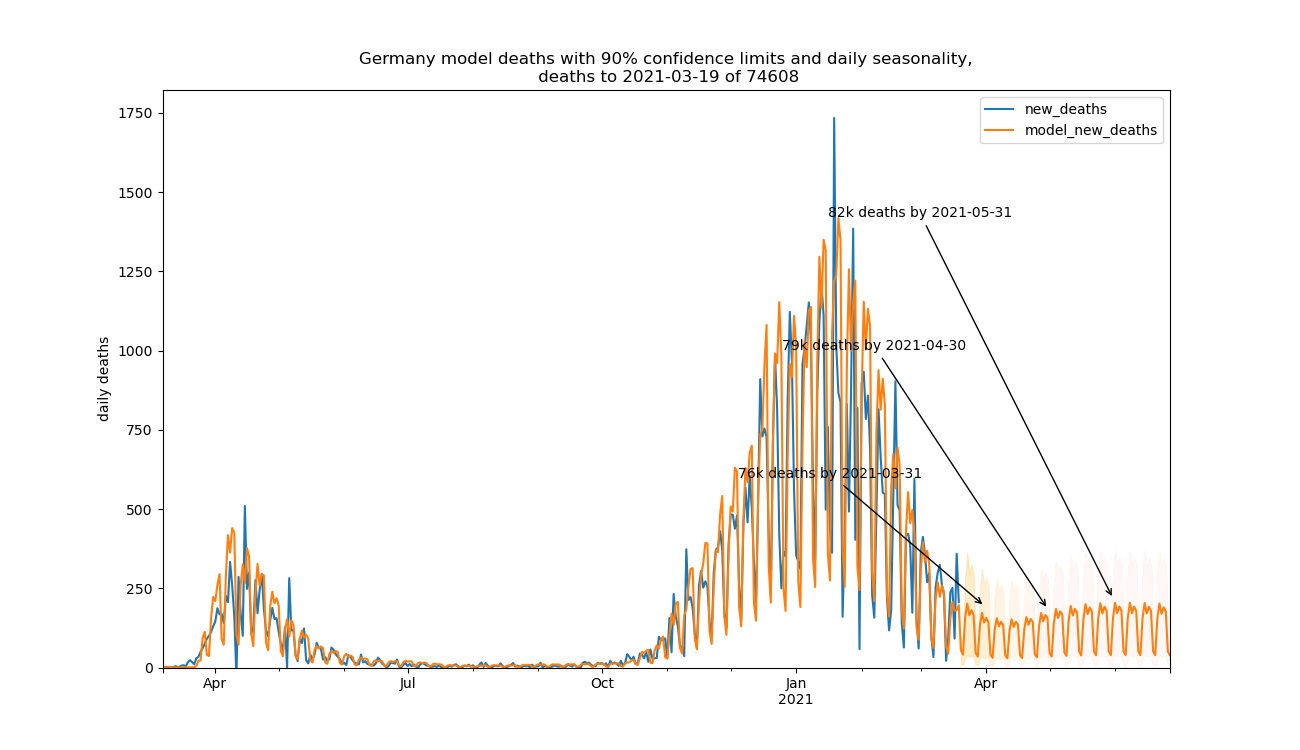 Germany model deaths with 90% confidence limits and daily seasonality,
deaths to 2021-03-19 of 74608
new_deaths
model_new_deaths
daily deaths
1750
1500
1250
1000
750
500
250
0
82k deaths by 2021-05-31
79k deaths by 2021-04-30
76k deaths by 2021-03-31
Apr
Jul
Oct
Jan
2021
Apr